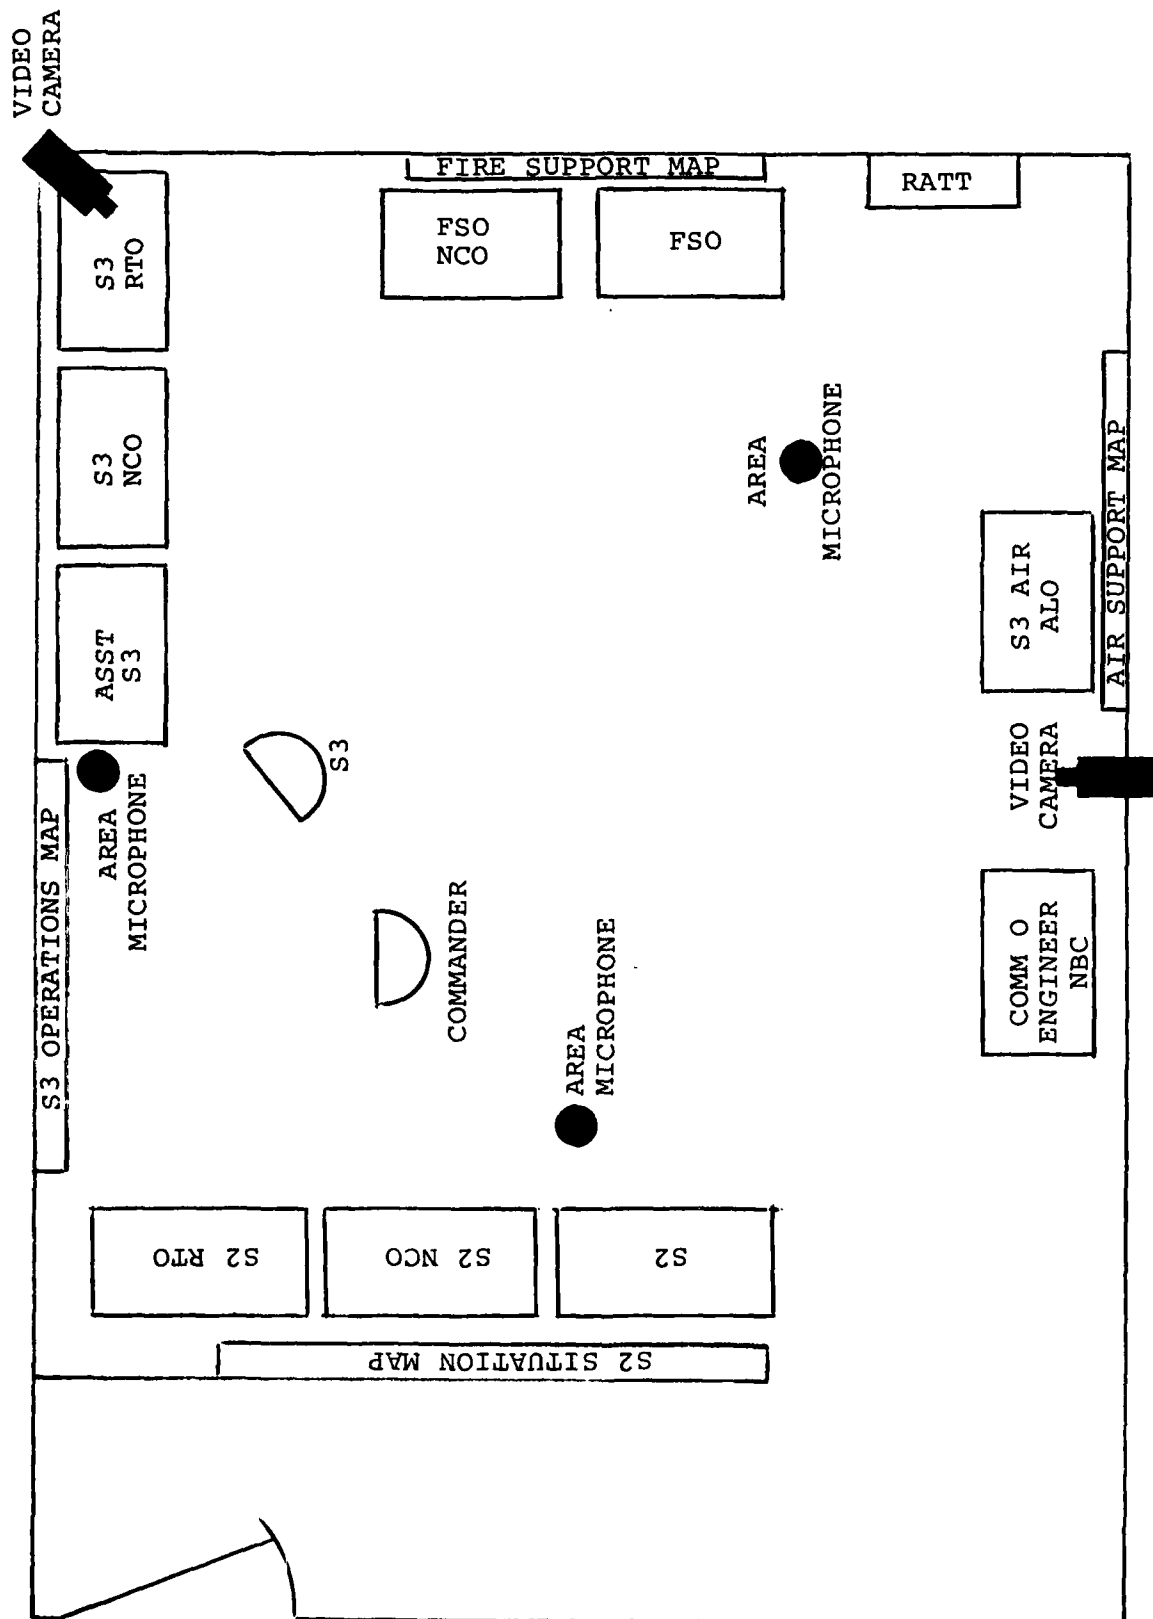 VIDEO
CAMERA
FIRE SUPPORT MAP
RATT
S3
RTO
FSO
NCO
FSO
S3
NCO
AREA
MICROPHONE
AIR SUPPORT MAP
ASST
S3
S3 AIR
ALO
S3
AREA
MICROPHONE
VIDEO
CAMERA
S3 OPERATIONS MAP
COMMANDER
COMM O
ENGINEER
NBC
AREA
MICROPHONE
S2 RTO
S2 NCO
S2
S2 SITUATION MAP